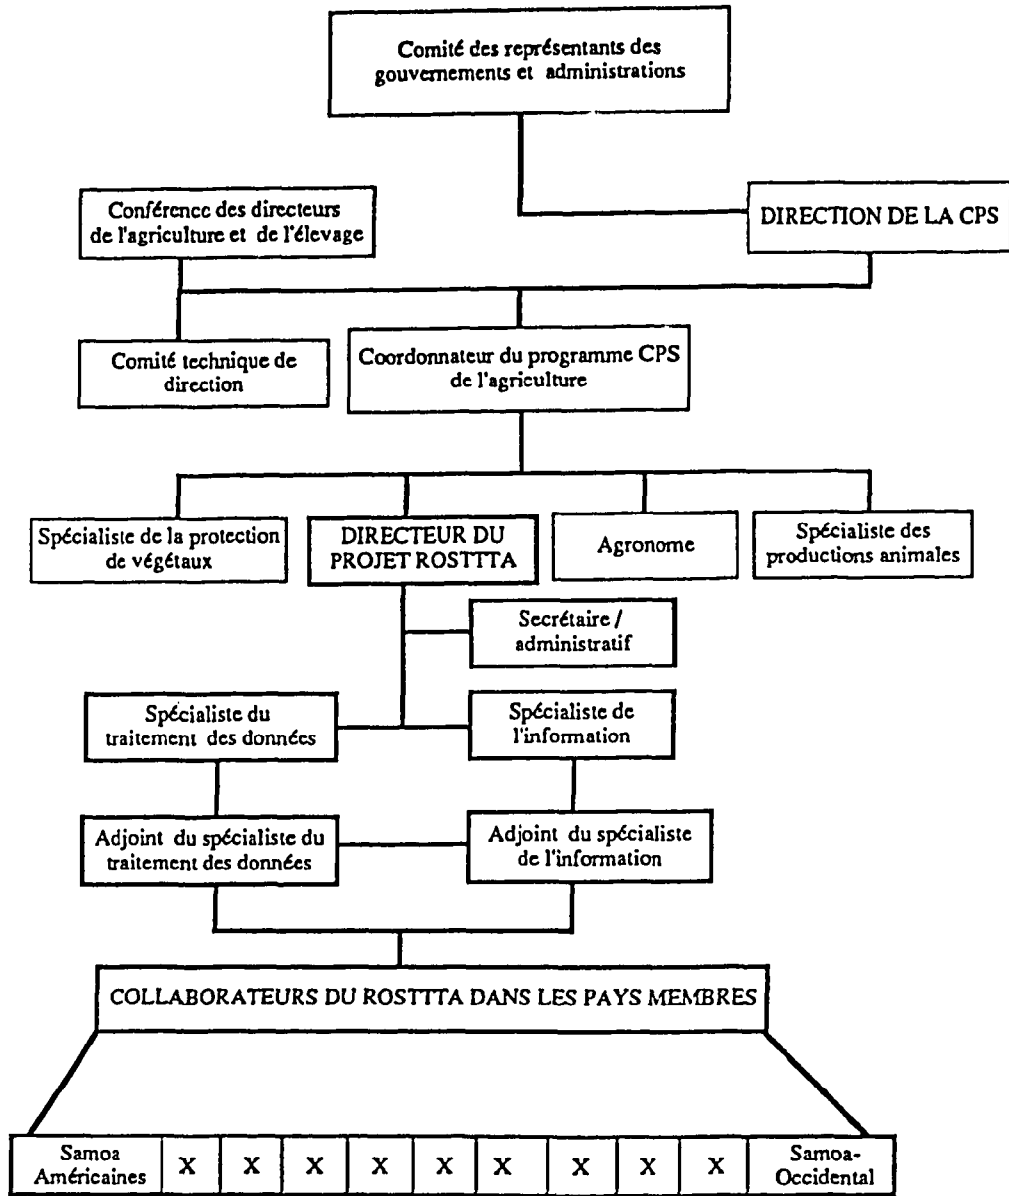 Comité des représentants des
gouvernements et administrations
Conférence des directeurs
de l'agriculture et de l'élevage
DIRECTION DE LA CPS
Comité technique de
direction
Coordonnateur du programme CPS
de l'agriculture
Spécialiste de la protection
de végétaux
DIRECTEUR DU
PROJET ROSTTTA
Agronome
Spécialiste des
productions animales
Secrétaire /
administratif
Spécialiste du
traitement des données
Spécialiste de
l'information
Adjoint du spécialiste du
traitement des données
Adjoint du spécialiste
de l'information
COLLABORATEURS DU ROSTTTA DANS LES PAYS MEMBRES
Samoa
Américaines
X X X X X X X X X
Samoa-
Occidental